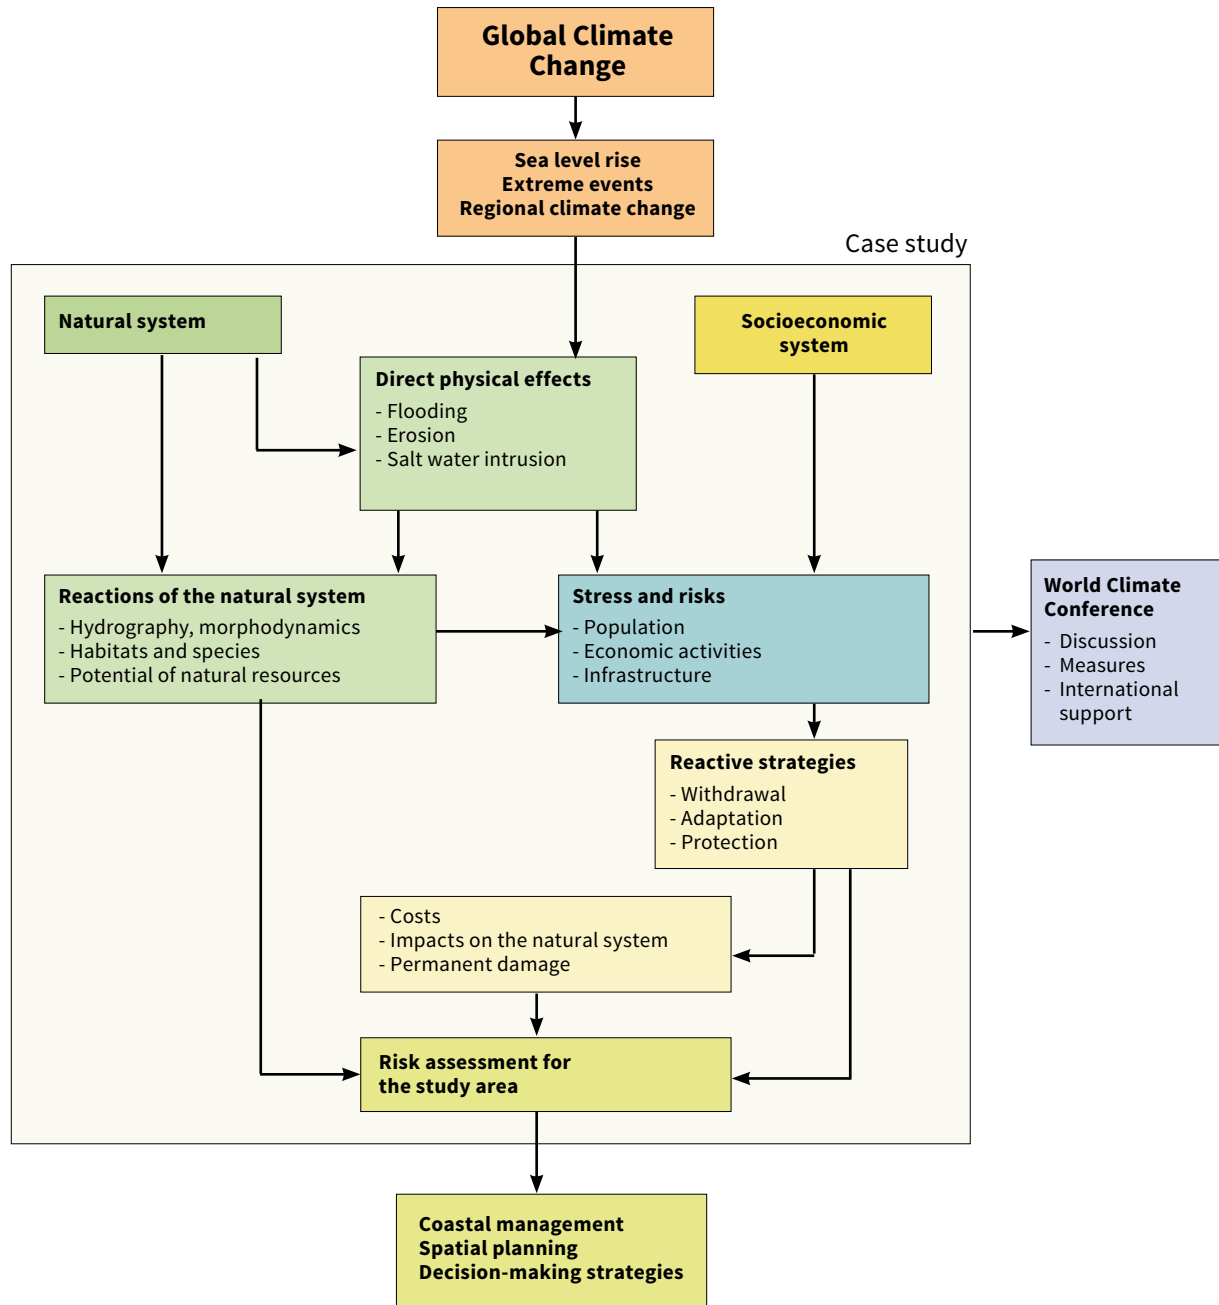 Global Climate
Change
Sea level rise
Extreme events
Regional climate change
Case study
Natural system
Socioeconomic
system
Direct physical effects
- Flooding
- Erosion
- Salt water intrusion
Reactions of the natural system
- Hydrography, morphodynamics
- Habitats and species
- Potential of natural resources
Stress and risks
- Population
- Economic activities
- Infrastructure
World Climate
Conference
- Discussion
- Measures
- International
support
Reactive strategies
- Withdrawal
- Adaptation
- Protection
- Costs
- Impacts on the natural system
- Permanent damage
Risk assessment for
the study area
Coastal management
Spatial planning
Decision-making strategies